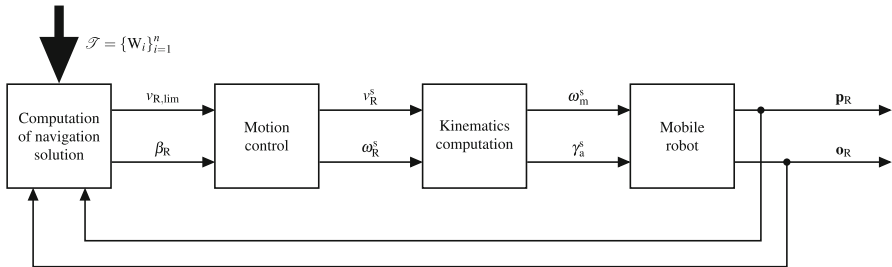 𝒯 = {W_i}_{i=1}^{n}
Computation
of navigation
solution
v_{R,lim}
β_R
Motion
control
v_R^s
ω_R^s
Kinematics
computation
ω_m^s
γ_a^s
Mobile
robot
p_R
o_R